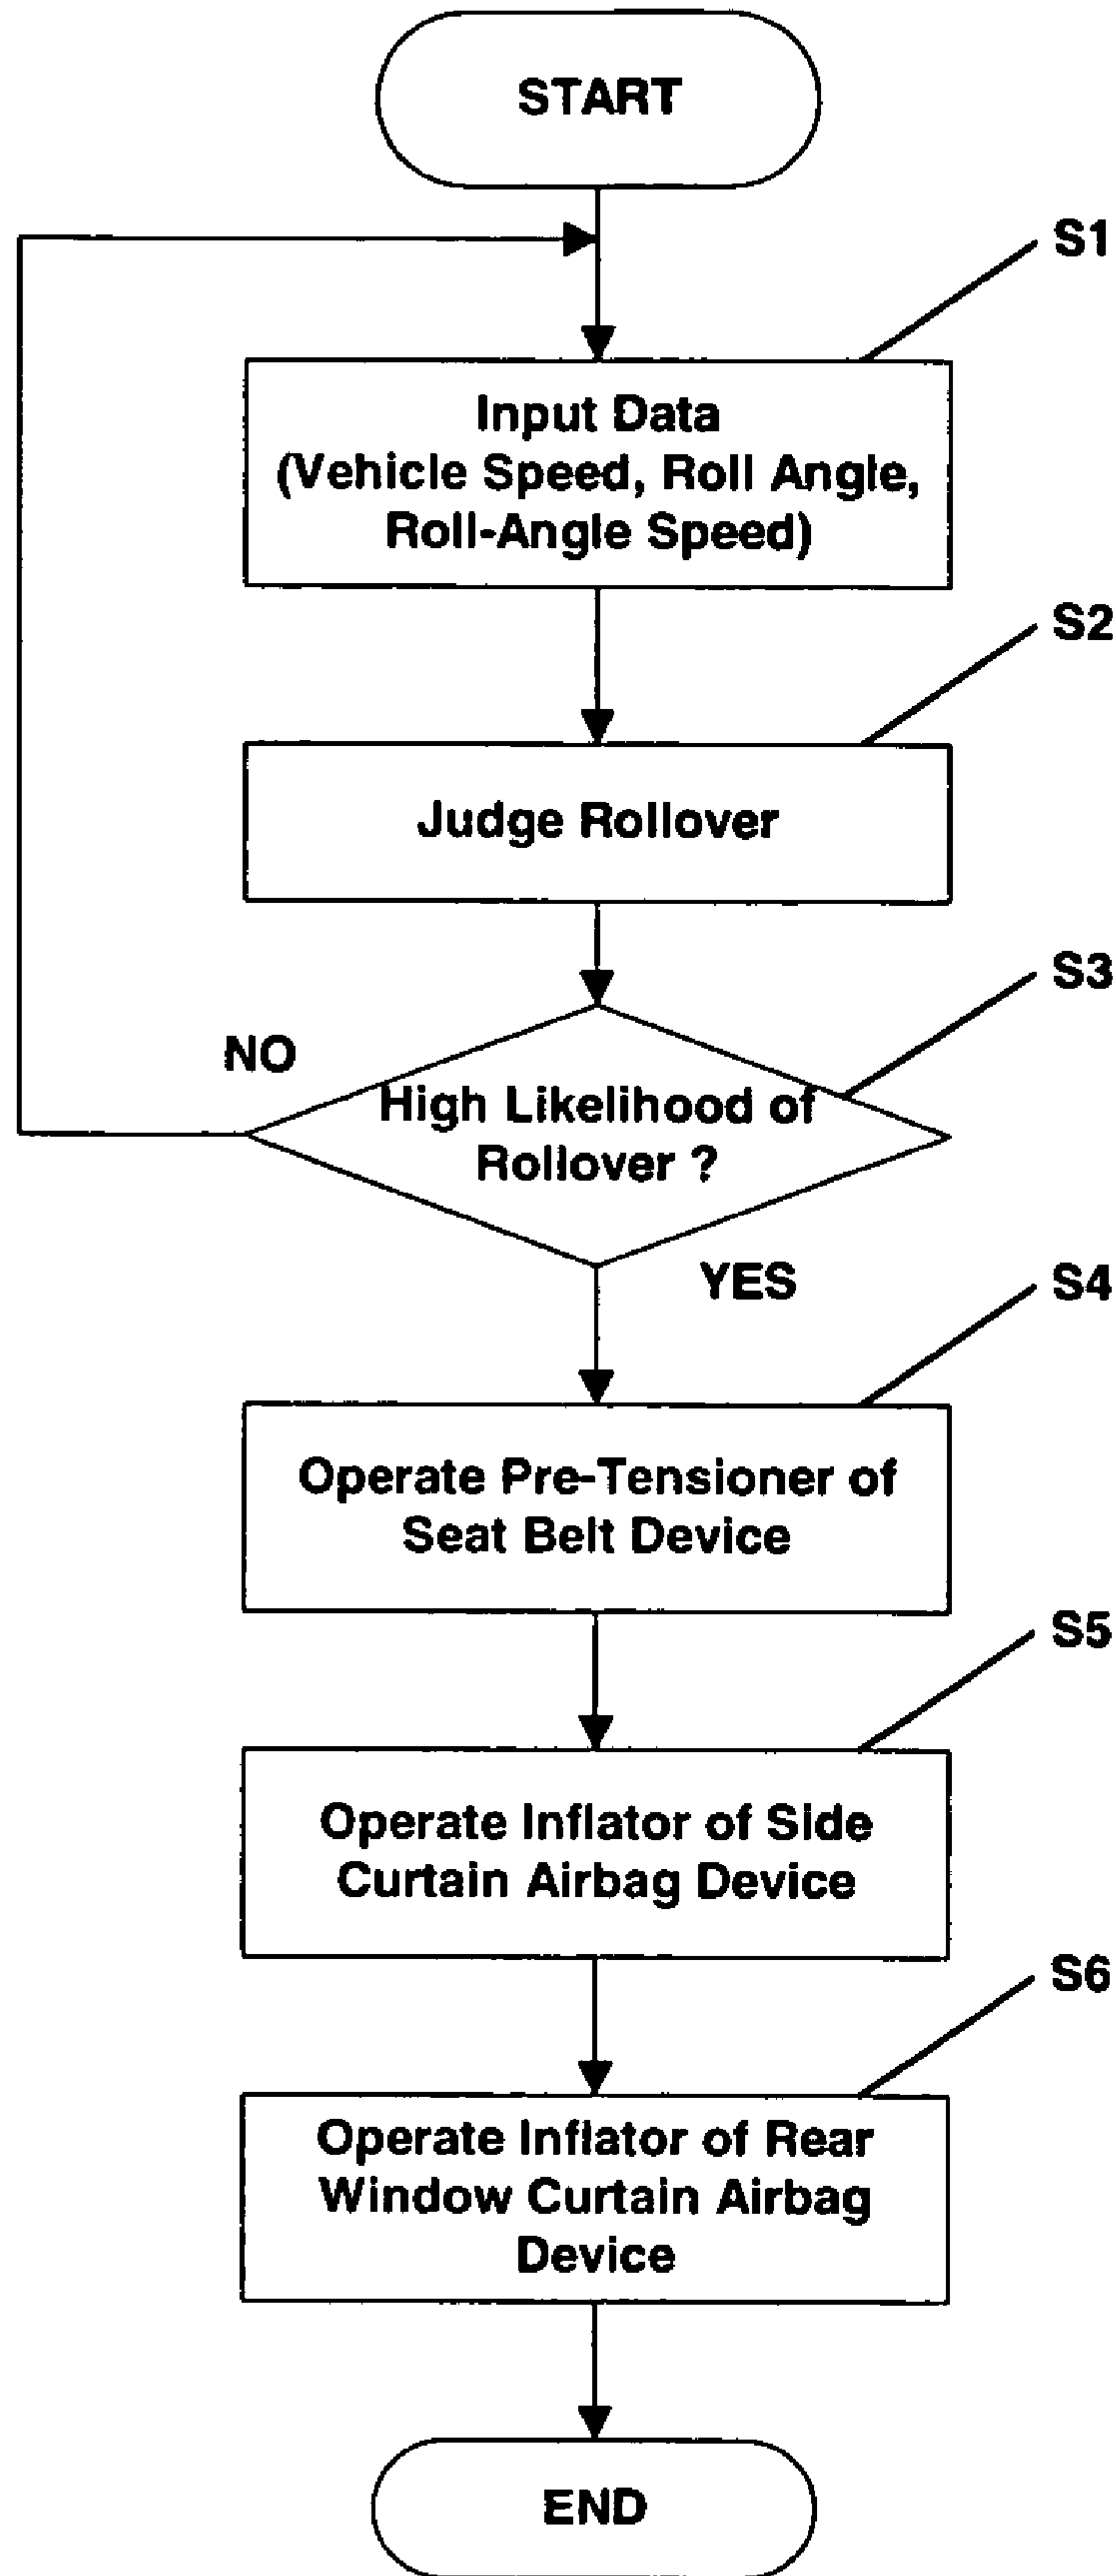 START
S1
Input Data
(Vehicle Speed, Roll Angle,
Roll-Angle Speed)
S2
Judge Rollover
S3
NO
High Likelihood of
Rollover ?
YES
S4
Operate Pre-Tensioner of
Seat Belt Device
S5
Operate Inflator of Side
Curtain Airbag Device
S6
Operate Inflator of Rear
Window Curtain Airbag
Device
END